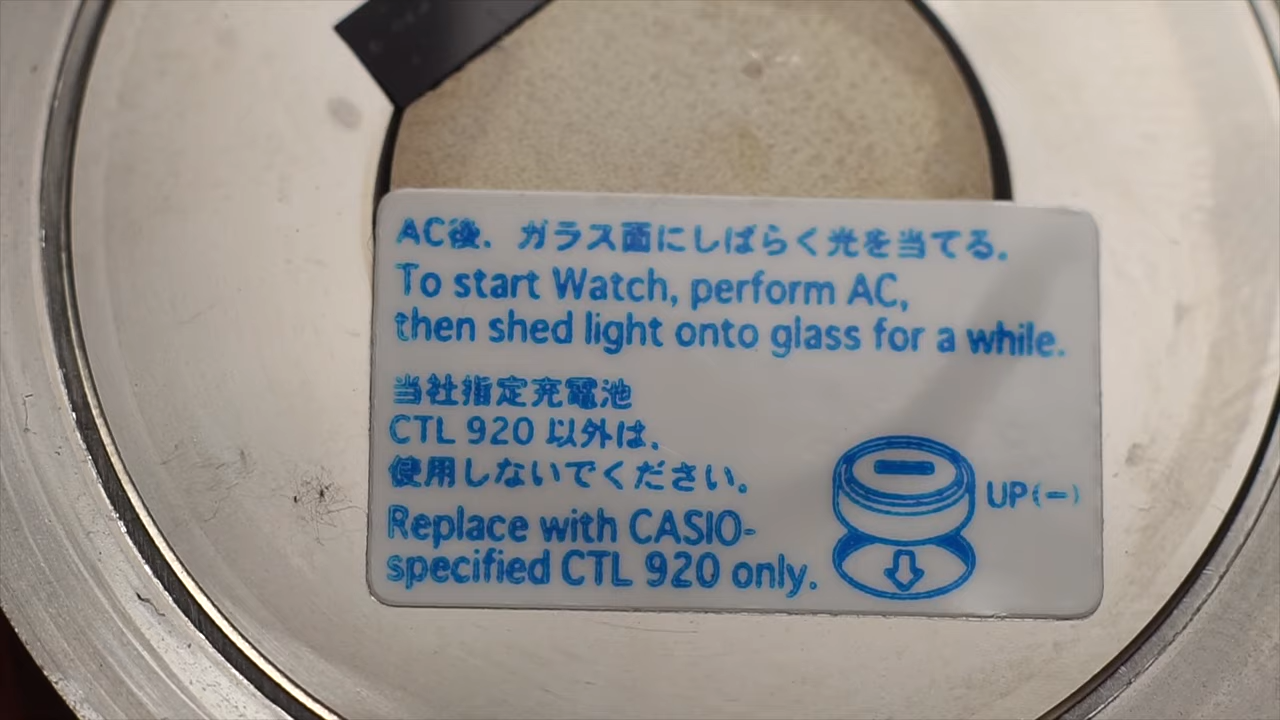 AC後．ガラス面にしばらく光を当てる．
To start Watch, perform AC,
then shed light onto glass for a while.
当社指定充電池
CTL 920 以外は．
使用しないでください。
Replace with CASIO-
specified CTL 920 only.
UP(−)